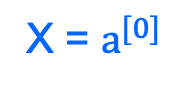 X = a^[0]